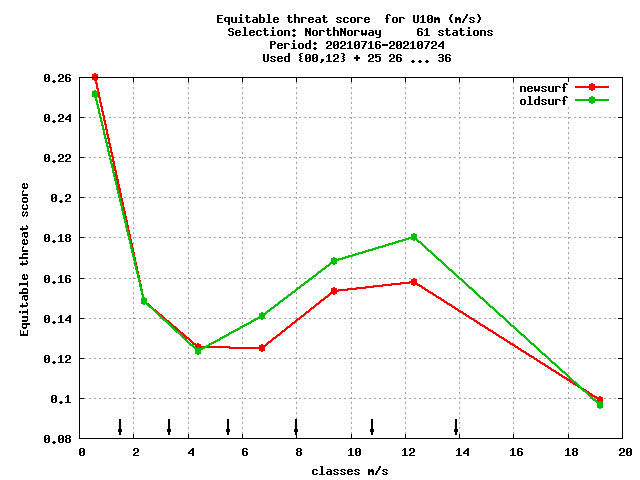 Equitable threat score  for U10m (m/s)
Selection: NorthNorway     61 stations
Period: 20210716-20210724
Used {00,12} + 25 26 ... 36
newsurf
oldsurf
0.26
0.24
0.22
0.2
0.18
0.16
0.14
0.12
0.1
0.08
Equitable threat score
0 2 4 6 8 10 12 14 16 18 20
classes m/s